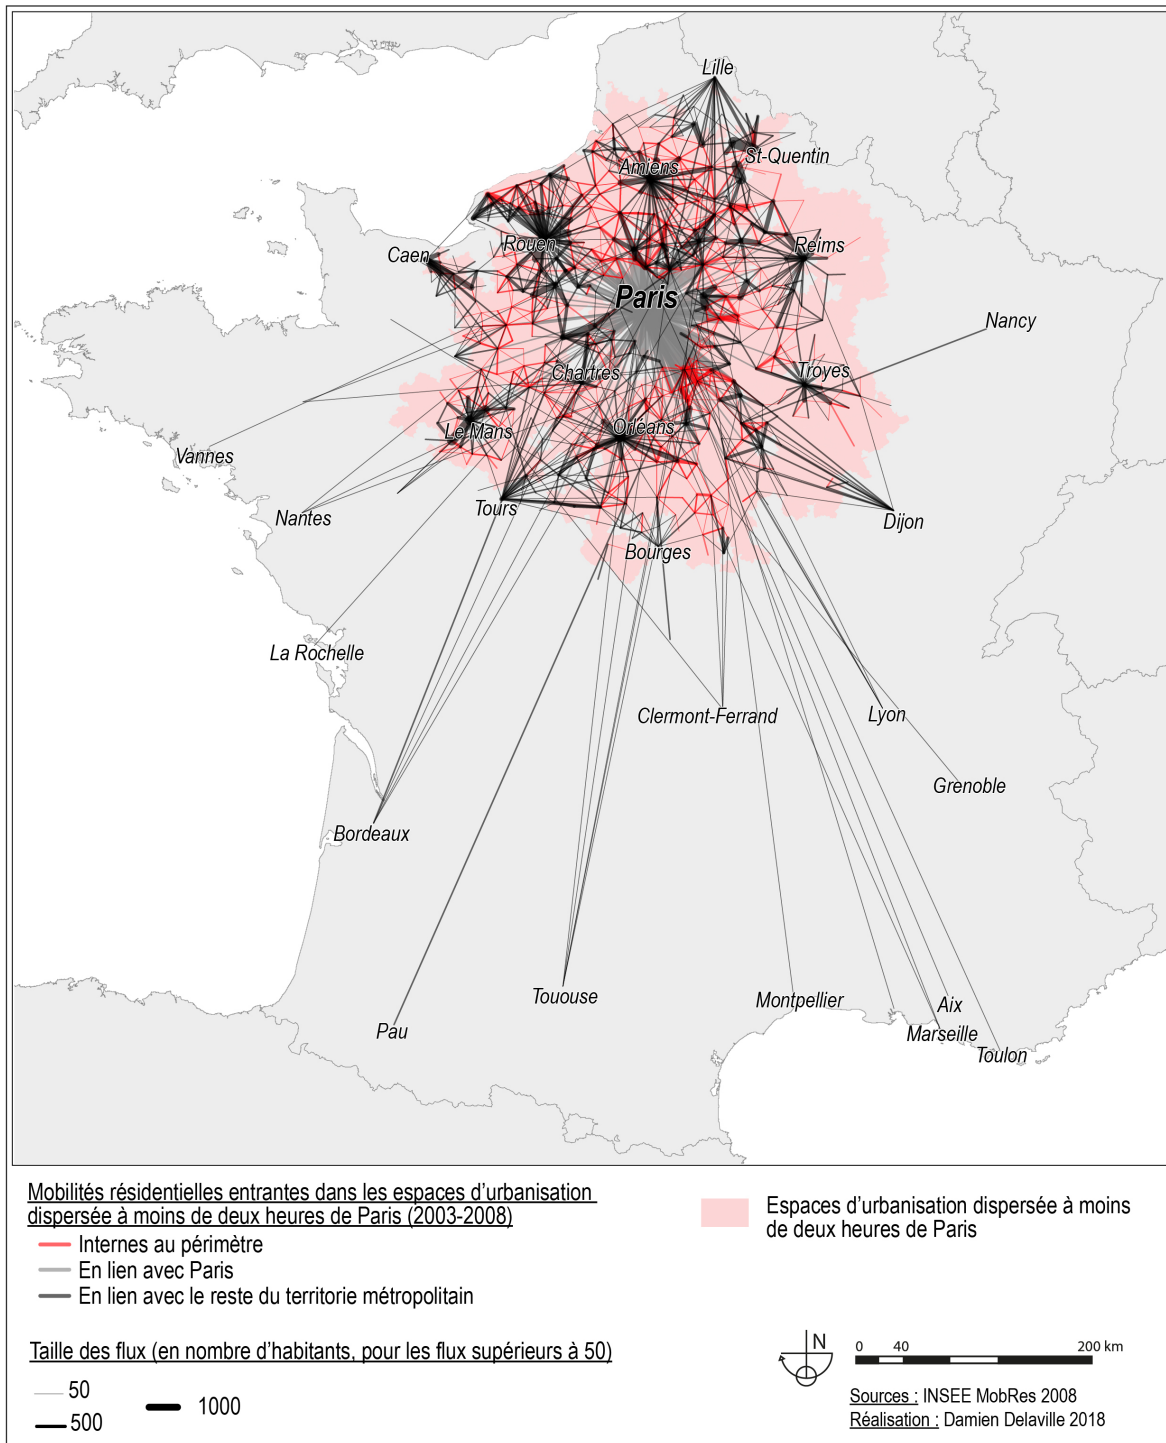 Lille
St-Quentin
Amiens
Rouen
Reims
Caen
Paris
Nancy
Chartres
Troyes
Le Mans
Orléans
Vannes
Tours
Nantes
Dijon
Bourges
La Rochelle
Clermont-Ferrand
Lyon
Grenoble
Bordeaux
Tououse
Montpellier
Aix
Pau
Marseille
Toulon
Mobilités résidentielles entrantes dans les espaces d'urbanisation
dispersée à moins de deux heures de Paris (2003-2008)
Internes au périmètre
En lien avec Paris
En lien avec le reste du territorie métropolitain
Espaces d'urbanisation dispersée à moins
de deux heures de Paris
Taille des flux (en nombre d'habitants, pour les flux supérieurs à 50)
50
500
1000
N
0 40 200 km
Sources : INSEE MobRes 2008
Réalisation : Damien Delaville 2018